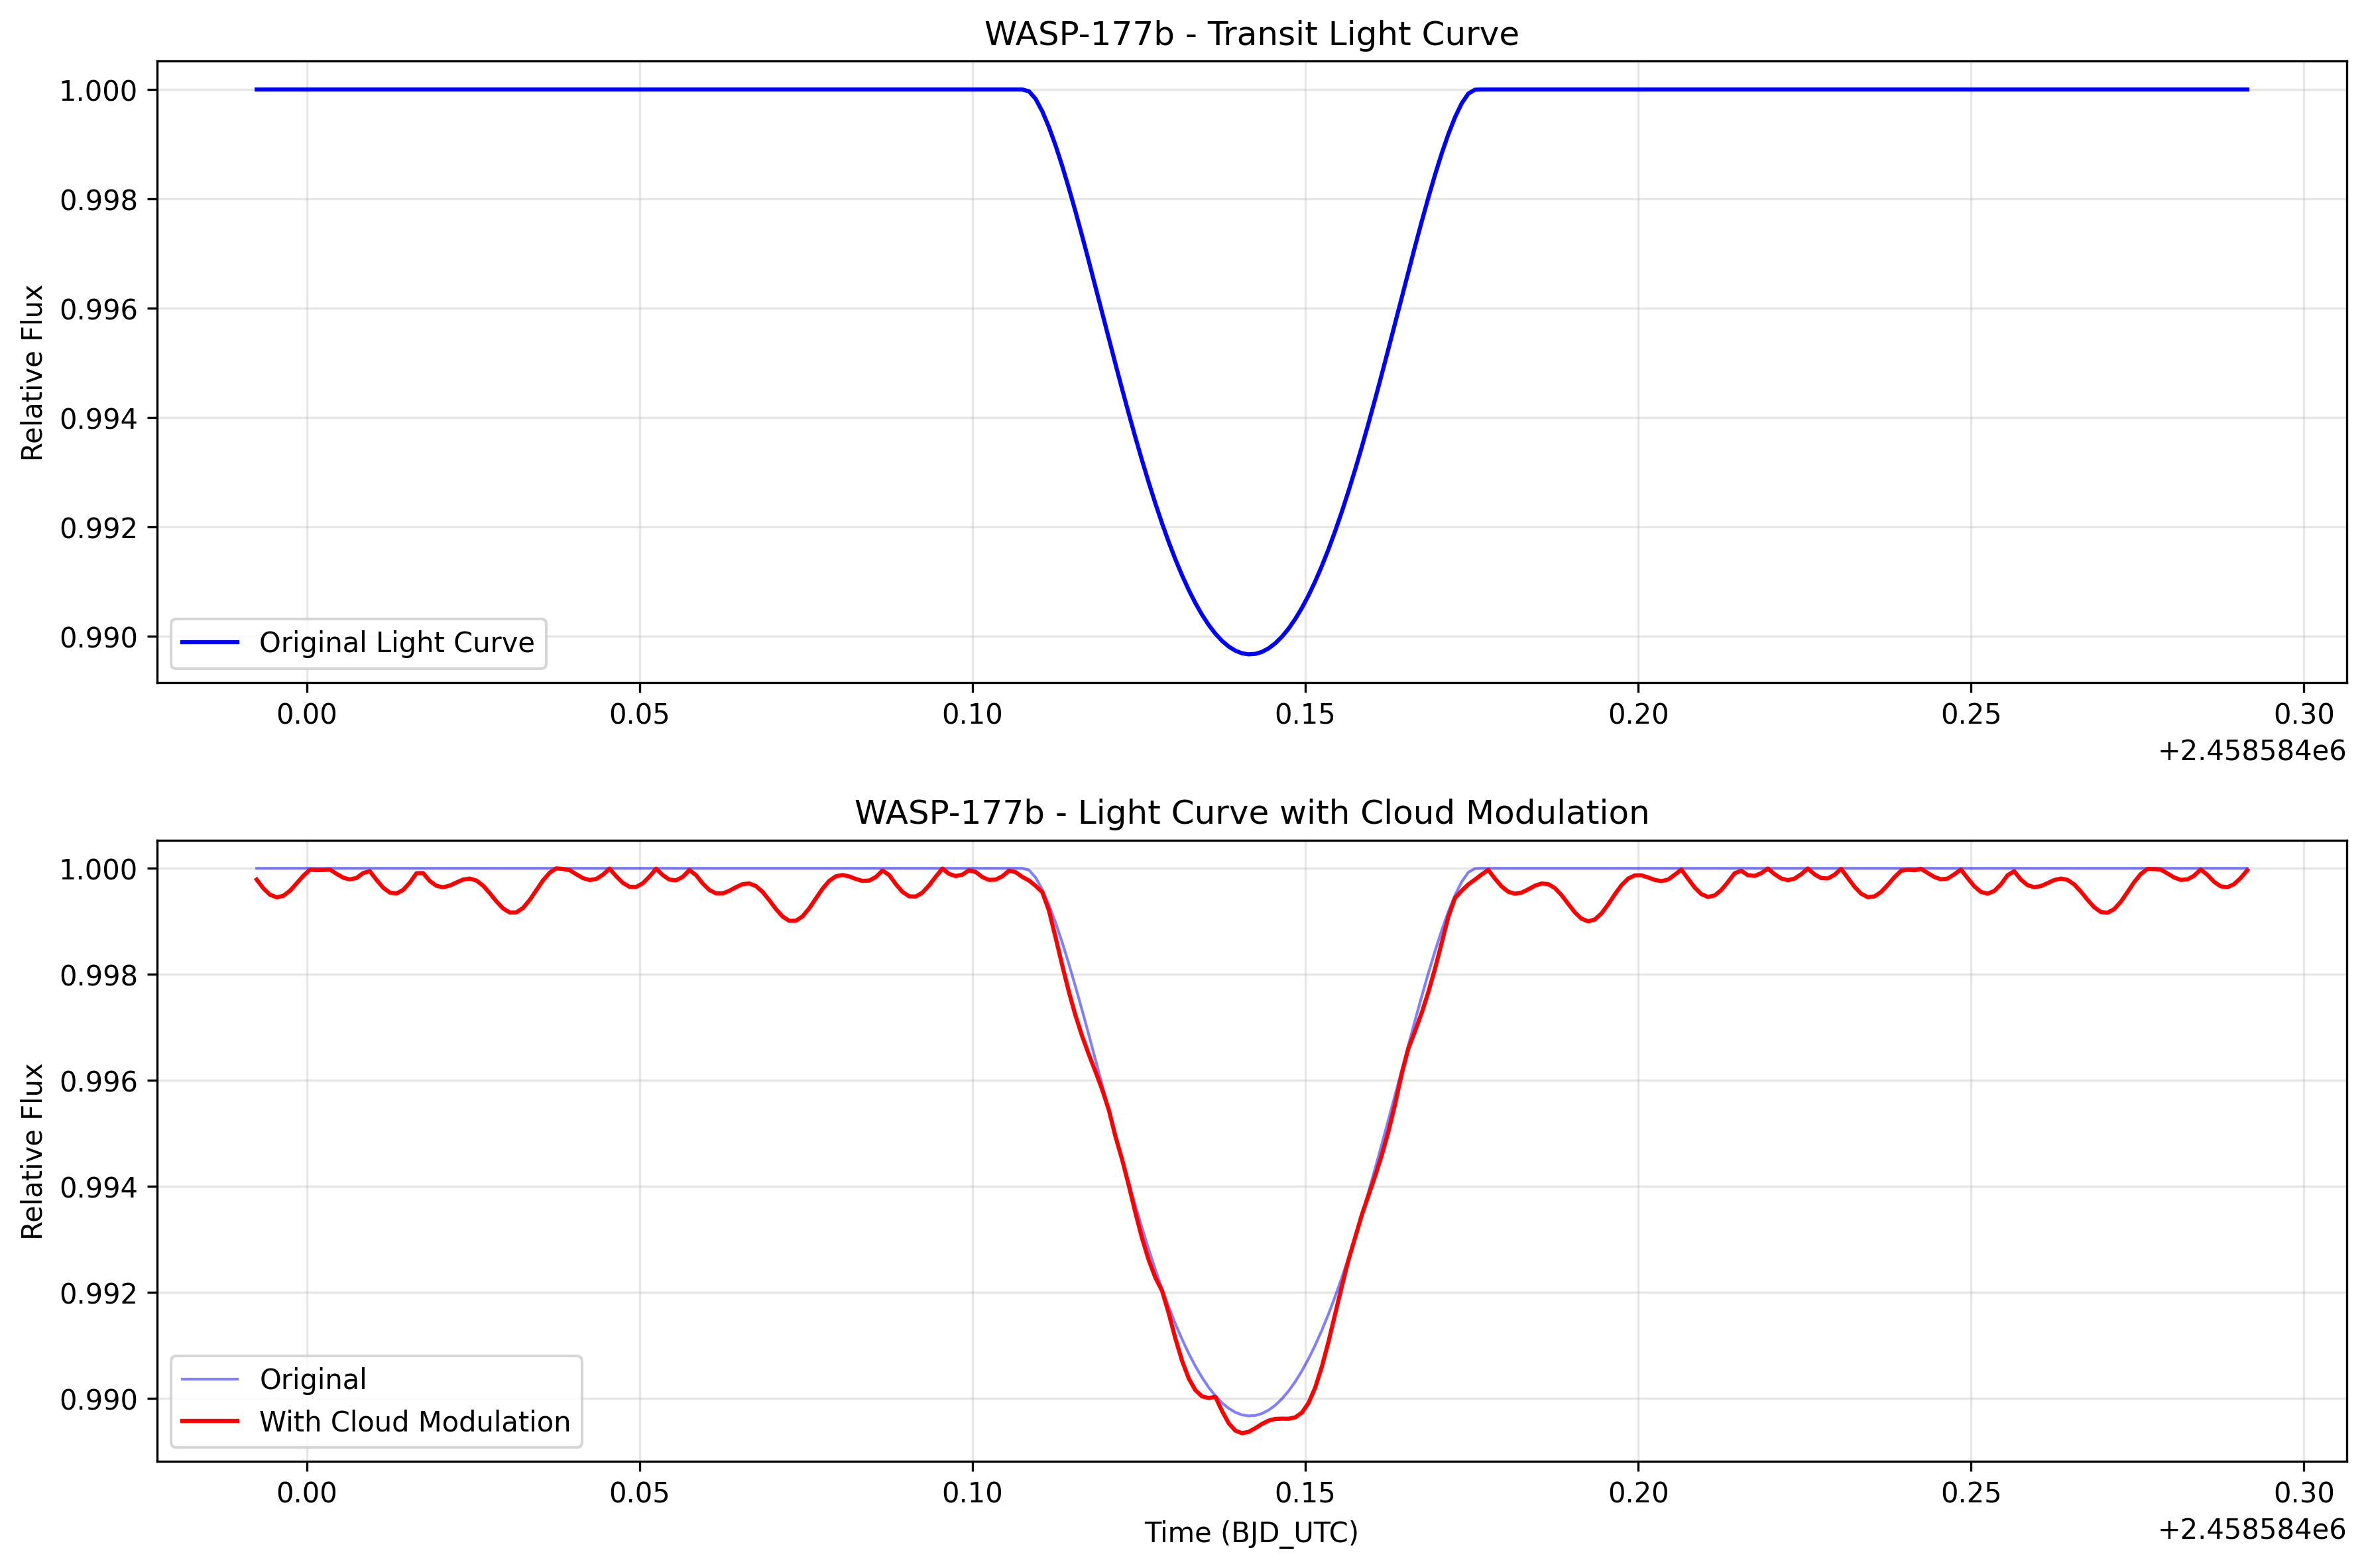 WASP-177b - Transit Light Curve
Relative Flux
1.000
0.998
0.996
0.994
0.992
0.990
Original Light Curve
0.00 0.05 0.10 0.15 0.20 0.25 0.30
+2.458584e6
WASP-177b - Light Curve with Cloud Modulation
Relative Flux
1.000
0.998
0.996
0.994
0.992
0.990
Original
With Cloud Modulation
0.00 0.05 0.10 0.15 0.20 0.25 0.30
Time (BJD_UTC)
+2.458584e6